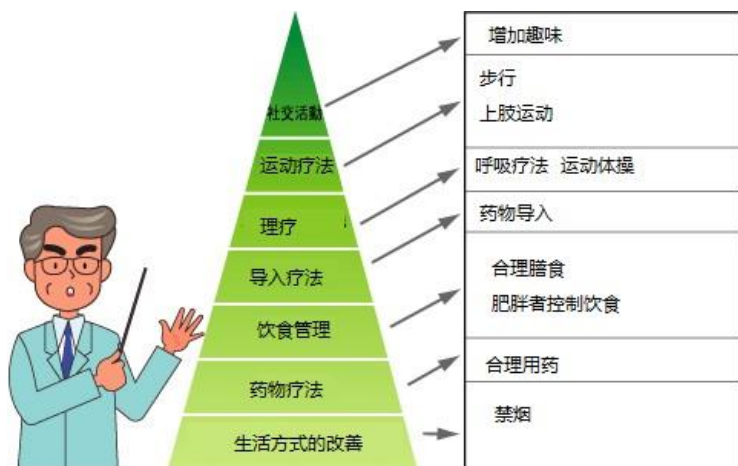 社交活動
运动疗法
理疗
导入疗法
饮食管理
药物疗法
生活方式的改善
增加趣味
步行
上肢运动
呼吸疗法 运动体操
药物导入
合理膳食
肥胖者控制饮食
合理用药
禁烟